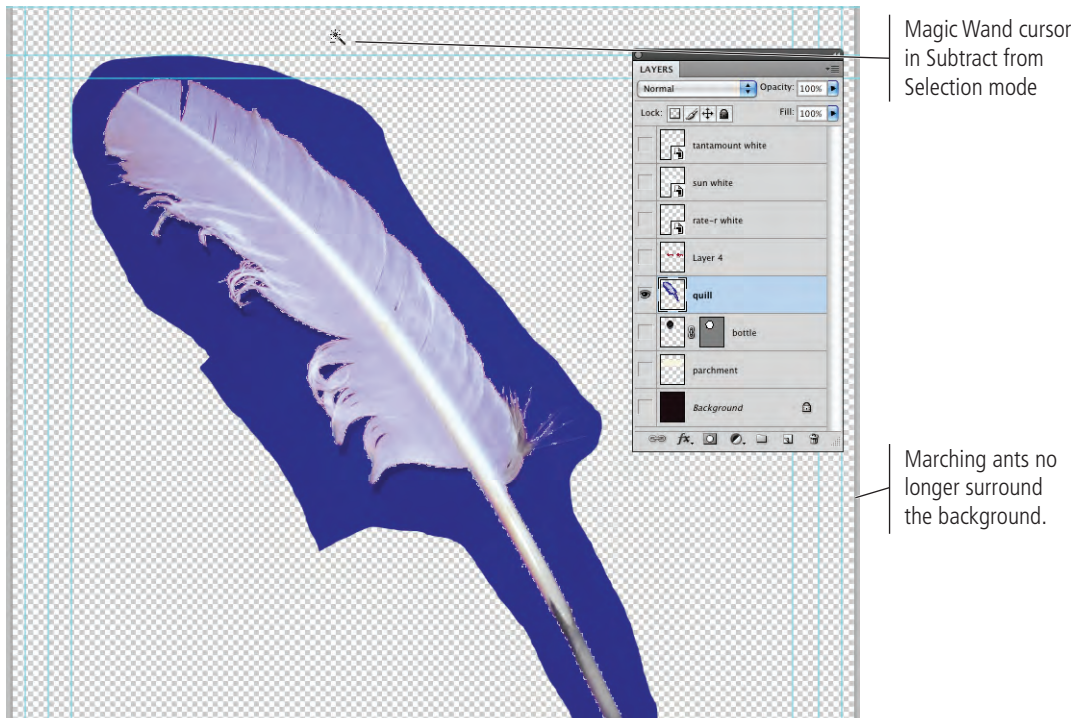 Magic Wand cursor
in Subtract from
Selection mode
LAYERS
Normal
Opacity: 100%
Lock:
Fill: 100%
tantamount white
sun white
rate-r white
Layer 4
quill
bottle
parchment
Background
fx.
Marching ants no
longer surround
the background.